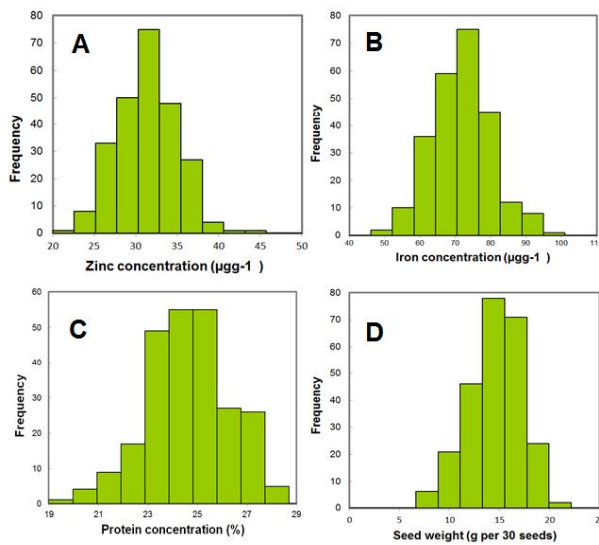 A
80
70
60
50
40
30
20
10
0
Frequency
20 25 30 35 40 45 50
Zinc concentration (µgg-1 )
B
80
70
60
50
40
30
20
10
0
Frequency
40 50 60 70 80 90 100 110
Iron concentration (µgg-1 )
C
60
50
40
30
20
10
0
Frequency
19 21 23 25 27 29
Protein concentration (%)
D
80
70
60
50
40
30
20
10
0
Frequency
0 5 10 15 20
Seed weight (g per 30 seeds)